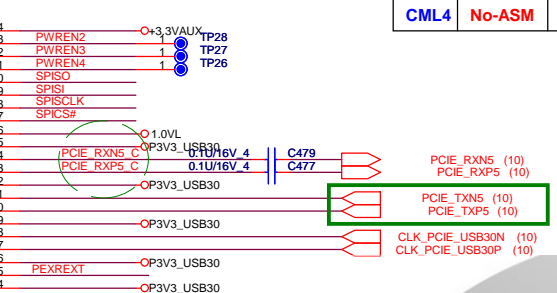 CML4 No-ASM
+3.3VAUX
PWREN2 1 TP28
PWREN3 1 TP27
PWREN4 1 TP26
SPISO
SPISI
SPISCLK
SPICS#
1.0VL
P3V3_USB30
PCIE_RXN5_C 0.1U/16V_4 C479 PCIE_RXN5 (10)
PCIE_RXP5_C 0.1U/16V_4 C477 PCIE_RXP5 (10)
P3V3_USB30
PCIE_TXN5 (10)
PCIE_TXP5 (10)
P3V3_USB30
CLK_PCIE_USB30N (10)
CLK_PCIE_USB30P (10)
P3V3_USB30
PEXREXT
P3V3_USB30